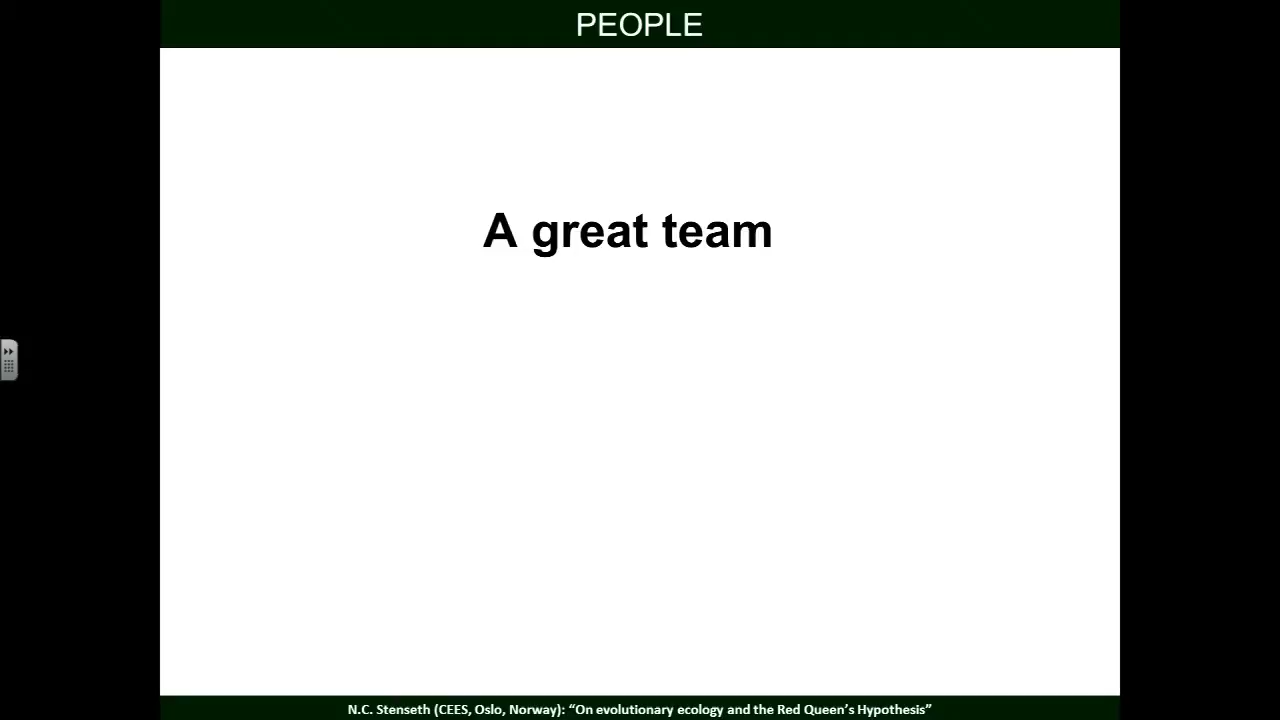 PEOPLE
A great team
N.C. Stenseth (CEES, Oslo, Norway): “On evolutionary ecology and the Red Queen’s Hypothesis”